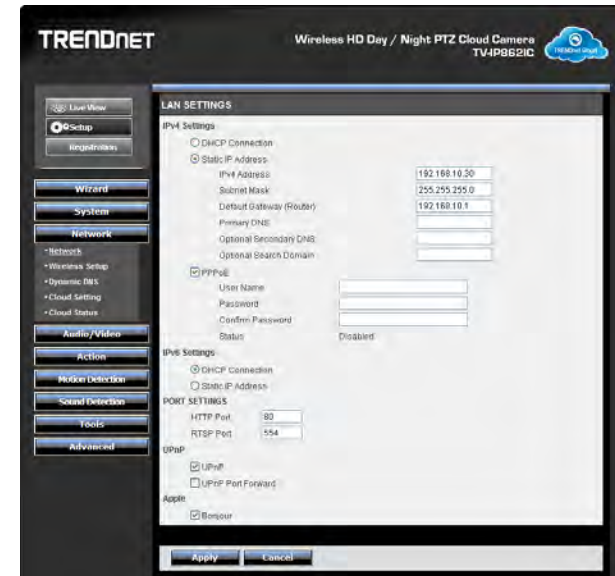 TRENDNET
Wireless HD Day / Night PTZ Cloud Camera
TV-IP862IC
TRENDnet Cloud
Live View
Setup
Registration
Wizard
System
Network
•Network
•Wireless Setup
•Dynamic DNS
•Cloud Setting
•Cloud Status
Audio/Video
Action
Motion Detection
Sound Detection
Tools
Advanced
LAN SETTINGS
IPv4 Settings
DHCP Connection
Static IP Address
IPv4 Address 192.168.10.30
Subnet Mask 255.255.255.0
Default Gateway (Router) 192.168.10.1
Primary DNS
Optional Secondary DNS
Optional Search Domain
PPPoE
User Name
Password
Confirm Password
Status Disabled
IPv6 Settings
DHCP Connection
Static IP Address
PORT SETTINGS
HTTP Port 80
RTSP Port 554
UPnP
UPnP
UPnP Port Forward
Apple
Bonjour
Apply Cancel